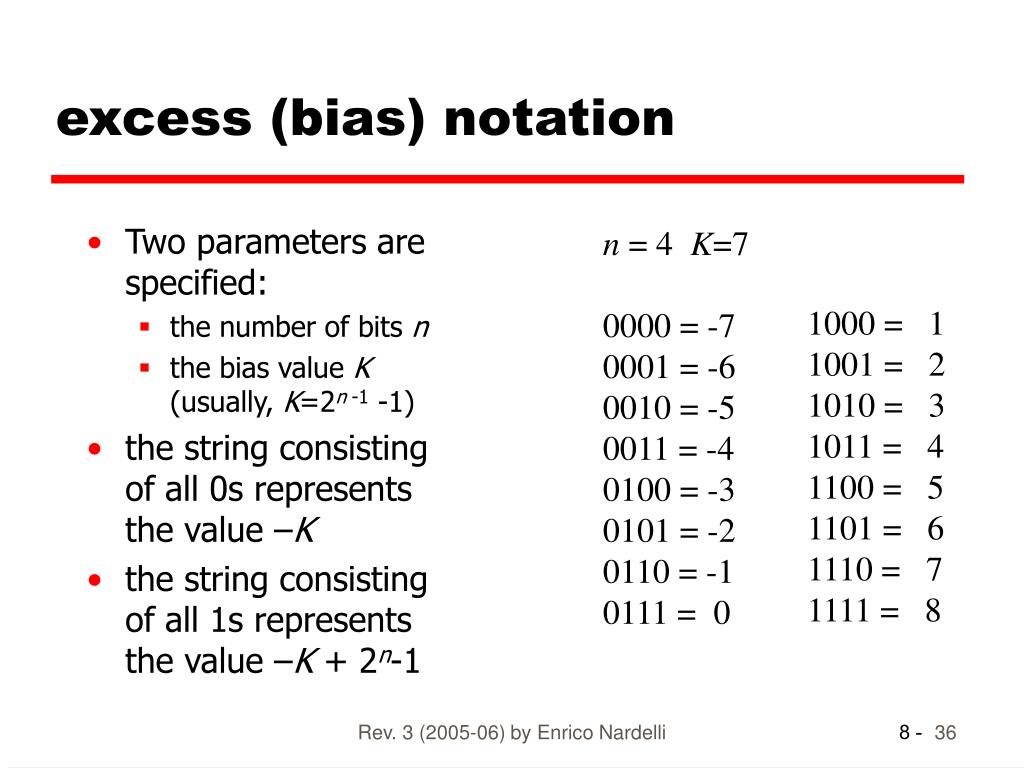 excess (bias) notation
• Two parameters are
specified:
▪ the number of bits n
▪ the bias value K
(usually, K=2ⁿ⁻¹ -1)
• the string consisting
of all 0s represents
the value –K
• the string consisting
of all 1s represents
the value –K + 2ⁿ-1
n = 4 K=7
0000 = -7
0001 = -6
0010 = -5
0011 = -4
0100 = -3
0101 = -2
0110 = -1
0111 = 0
1000 = 1
1001 = 2
1010 = 3
1011 = 4
1100 = 5
1101 = 6
1110 = 7
1111 = 8
Rev. 3 (2005-06) by Enrico Nardelli
8 - 36